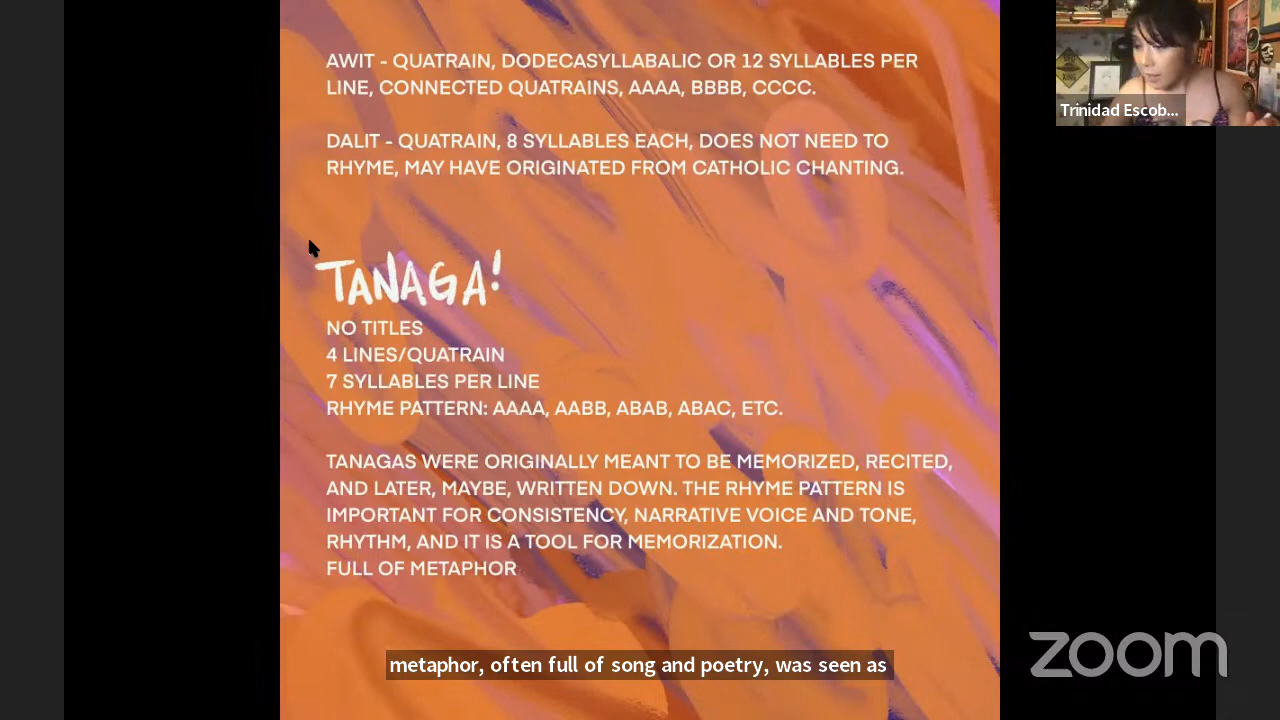 AWIT - QUATRAIN, DODECASYLLABALIC OR 12 SYLLABLES PER
LINE, CONNECTED QUATRAINS, AAAA, BBBB, CCCC.
DALIT - QUATRAIN, 8 SYLLABLES EACH, DOES NOT NEED TO
RHYME, MAY HAVE ORIGINATED FROM CATHOLIC CHANTING.
TANAGA!
NO TITLES
4 LINES/QUATRAIN
7 SYLLABLES PER LINE
RHYME PATTERN: AAAA, AABB, ABAB, ABAC, ETC.
TANAGAS WERE ORIGINALLY MEANT TO BE MEMORIZED, RECITED,
AND LATER, MAYBE, WRITTEN DOWN. THE RHYME PATTERN IS
IMPORTANT FOR CONSISTENCY, NARRATIVE VOICE AND TONE,
RHYTHM, AND IT IS A TOOL FOR MEMORIZATION.
FULL OF METAPHOR
metaphor, often full of song and poetry, was seen as
Trinidad Escob...
zoom